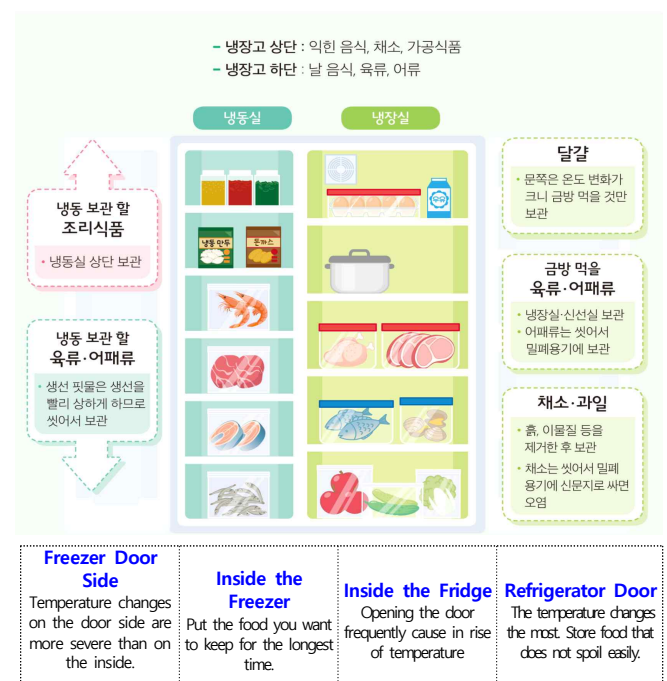 - 냉장고 상단 : 익힌 음식, 채소, 가공식품
- 냉장고 하단 : 날 음식, 육류, 어류
냉동실
냉장실
냉동 보관 할
조리식품
• 냉동실 상단 보관
냉동 보관 할
육류·어패류
• 생선 핏물은 생선을
빨리 상하게 하므로
씻어서 보관
냉동만두
돈까스
우유
달걀
• 문쪽은 온도 변화가
크니 금방 먹을 것만
보관
금방 먹을
육류·어패류
• 냉장실·신선실 보관
• 어패류는 씻어서
밀폐용기에 보관
채소·과일
• 흙, 이물질 등을
제거한 후 보관
• 채소는 씻어서 밀폐
용기에 신문지로 싸면
오염
Freezer Door
Side
Temperature changes
on the door side are
more severe than on
the inside.
Inside the
Freezer
Put the food you want
to keep for the longest
time.
Inside the Fridge
Opening the door
frequently cause in rise
of temperature
Refrigerator Door
The temperature changes
the most. Store food that
does not spoil easily.